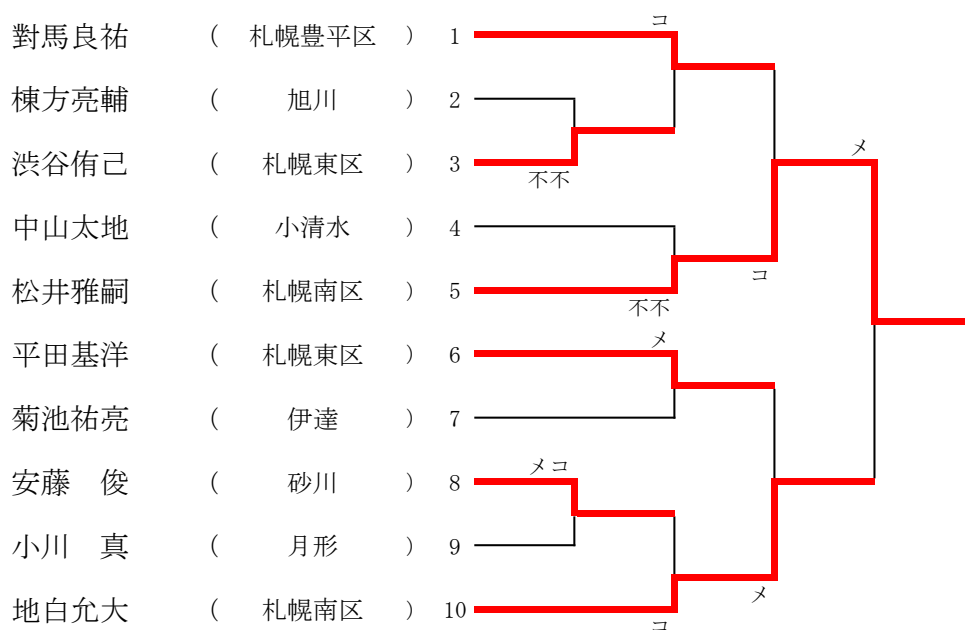 コ
對馬良祐 ( 札幌豊平区 ) 1
棟方亮輔 ( 旭川 ) 2
メ
渋谷侑己 ( 札幌東区 ) 3
不不
中山太地 ( 小清水 ) 4
コ
松井雅嗣 ( 札幌南区 ) 5
不不
メ
平田基洋 ( 札幌東区 ) 6
菊池祐亮 ( 伊達 ) 7
メコ
安藤 俊 ( 砂川 ) 8
小川 真 ( 月形 ) 9
メ
地白允大 ( 札幌南区 ) 10
コ